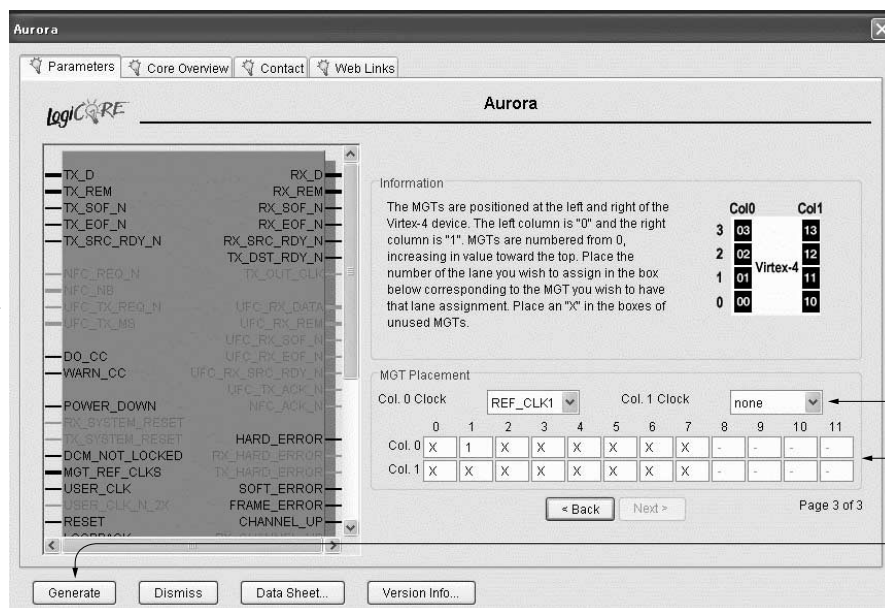 Aurora
Parameters Core Overview Contact Web Links
LogiCORE
Aurora
TX_D RX_D
TX_REM RX_REM
TX_SOF_N RX_SOF_N
TX_EOF_N RX_EOF_N
TX_SRC_RDY_N RX_SRC_RDY_N
TX_DST_RDY_N
NFC_REQ_N TX_OUT_CLK
NFC_NB
UFC_TX_REQ_N UFC_RX_DATA
UFC_TX_MS UFC_RX_REM
UFC_RX_SOF_N
DO_CC UFC_RX_EOF_N
WARN_CC UFC_RX_SRC_RDY_N
UFC_TX_ACK_N
POWER_DOWN NFC_ACK_N
RX_SYSTEM_RESET
TX_SYSTEM_RESET HARD_ERROR
DCM_NOT_LOCKED RX_HARD_ERROR
MGT_REF_CLKS TX_HARD_ERROR
USER_CLK SOFT_ERROR
USER_CLK_N_2X FRAME_ERROR
RESET CHANNEL_UP
Information
The MGTs are positioned at the left and right of the
Virtex-4 device. The left column is "0" and the right
column is "1". MGTs are numbered from 0,
increasing in value toward the top. Place the
number of the lane you wish to assign in the box
below corresponding to the MGT you wish to have
that lane assignment. Place an "X" in the boxes of
unused MGTs.
Col0 Col1
3 03 13
2 02 12
Virtex-4
1 01 11
0 00 10
MGT Placement
Col. 0 Clock REF_CLK1 Col. 1 Clock none
0 1 2 3 4 5 6 7 8 9 10 11
Col. 0 X 1 X X X X X X - - - -
Col. 1 X X X X X X X X - - - -
< Back Next > Page 3 of 3
Generate Dismiss Data Sheet... Version Info...